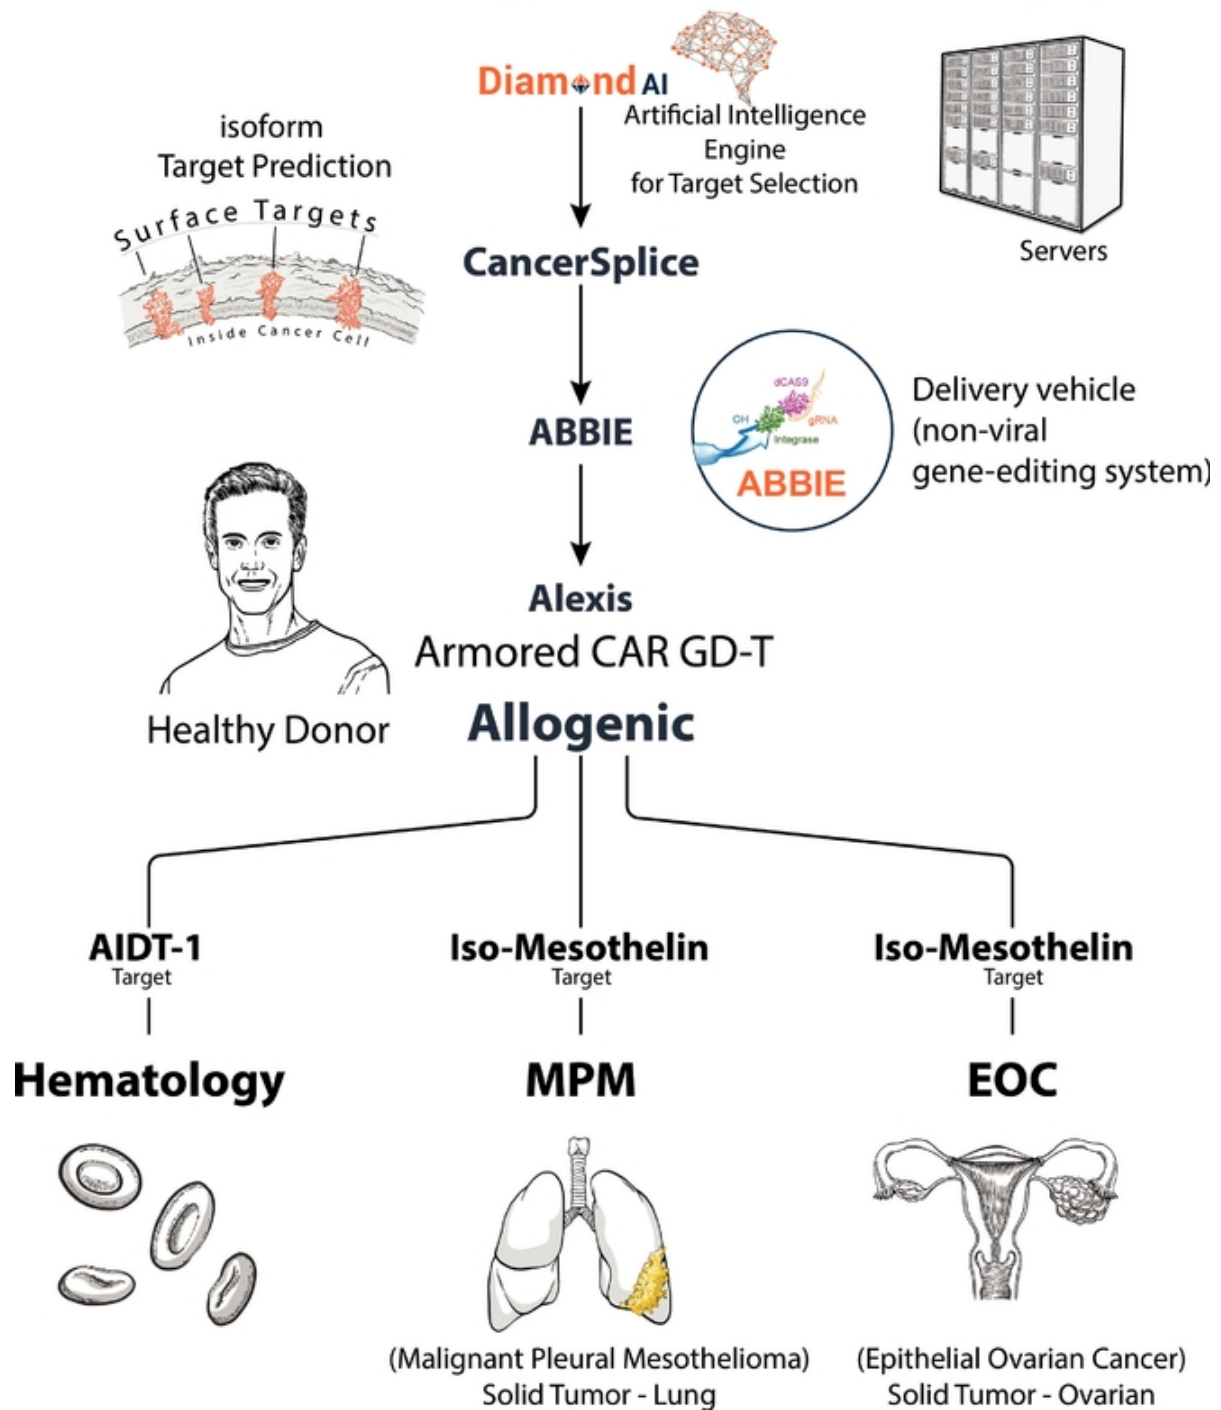 Diamond AI
Artificial Intelligence
Engine
for Target Selection
Servers
isoform
Target Prediction
Surface Targets
Inside Cancer Cell
CancerSplice
ABBIE
dCAS9
OH
gRNA
Integrase
ABBIE
Delivery vehicle
(non-viral
gene-editing system)
Alexis
Armored CAR GD-T
Allogenic
Healthy Donor
AIDT-1
Target
Hematology
Iso-Mesothelin
Target
MPM
(Malignant Pleural Mesothelioma)
Solid Tumor - Lung
Iso-Mesothelin
Target
EOC
(Epithelial Ovarian Cancer)
Solid Tumor - Ovarian